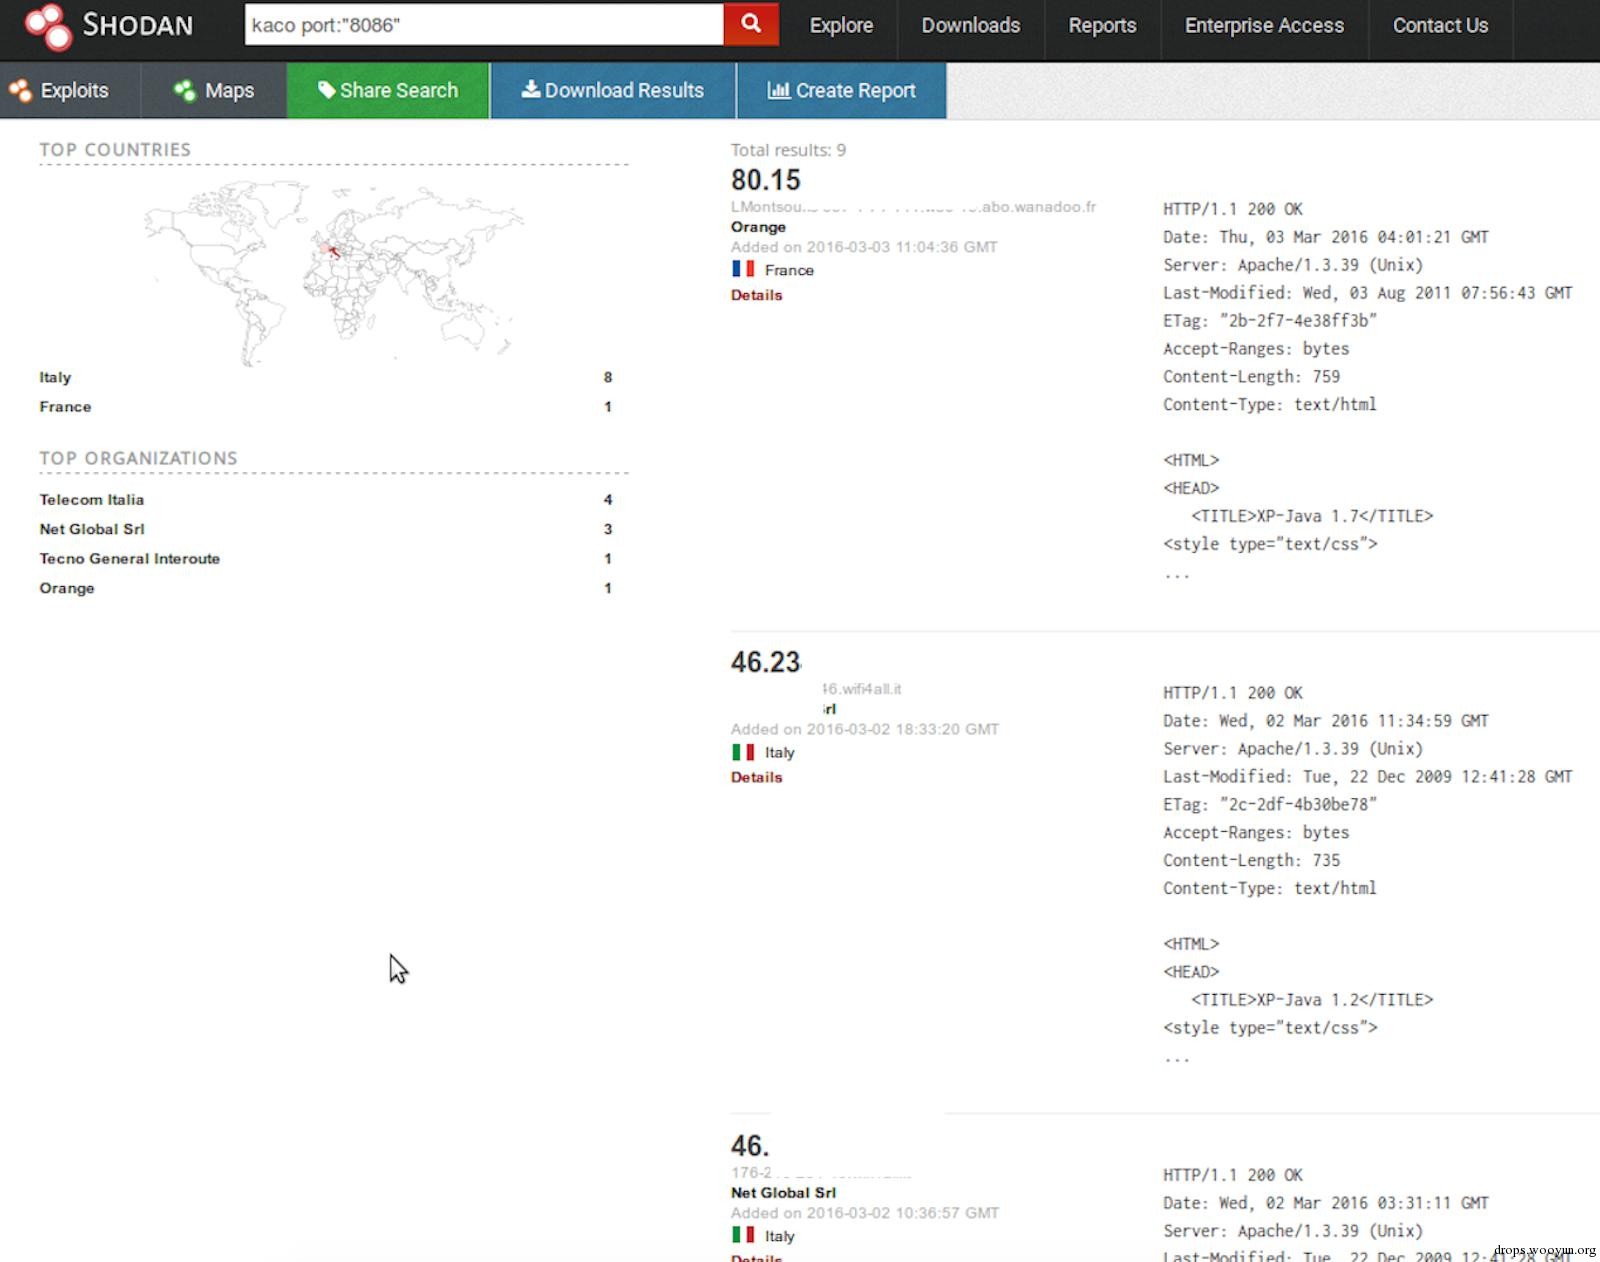 SHODAN
kaco port:"8086"
Explore
Downloads
Reports
Enterprise Access
Contact Us
Exploits
Maps
Share Search
Download Results
Create Report
TOP COUNTRIES
Italy 8
France 1
TOP ORGANIZATIONS
Telecom Italia 4
Net Global Srl 3
Tecno General Interoute 1
Orange 1
Total results: 9
80.15
.abo.wanadoo.fr
Orange
Added on 2016-03-03 11:04:36 GMT
France
Details
HTTP/1.1 200 OK
Date: Thu, 03 Mar 2016 04:01:21 GMT
Server: Apache/1.3.39 (Unix)
Last-Modified: Wed, 03 Aug 2011 07:56:43 GMT
ETag: "2b-2f7-4e38ff3b"
Accept-Ranges: bytes
Content-Length: 759
Content-Type: text/html
<HTML>
<HEAD>
<TITLE>XP-Java 1.7</TITLE>
<style type="text/css">
...
46.23
46.wifi4all.it
Srl
Added on 2016-03-02 18:33:20 GMT
Italy
Details
HTTP/1.1 200 OK
Date: Wed, 02 Mar 2016 11:34:59 GMT
Server: Apache/1.3.39 (Unix)
Last-Modified: Tue, 22 Dec 2009 12:41:28 GMT
ETag: "2c-2df-4b30be78"
Accept-Ranges: bytes
Content-Length: 735
Content-Type: text/html
<HTML>
<HEAD>
<TITLE>XP-Java 1.2</TITLE>
<style type="text/css">
...
46.
176-2
Net Global Srl
Added on 2016-03-02 10:36:57 GMT
Italy
Details
HTTP/1.1 200 OK
Date: Wed, 02 Mar 2016 03:31:11 GMT
Server: Apache/1.3.39 (Unix)
Last-Modified: Tue, 22 Dec 2009 12:41:28 GMT
drops.wooyun.org